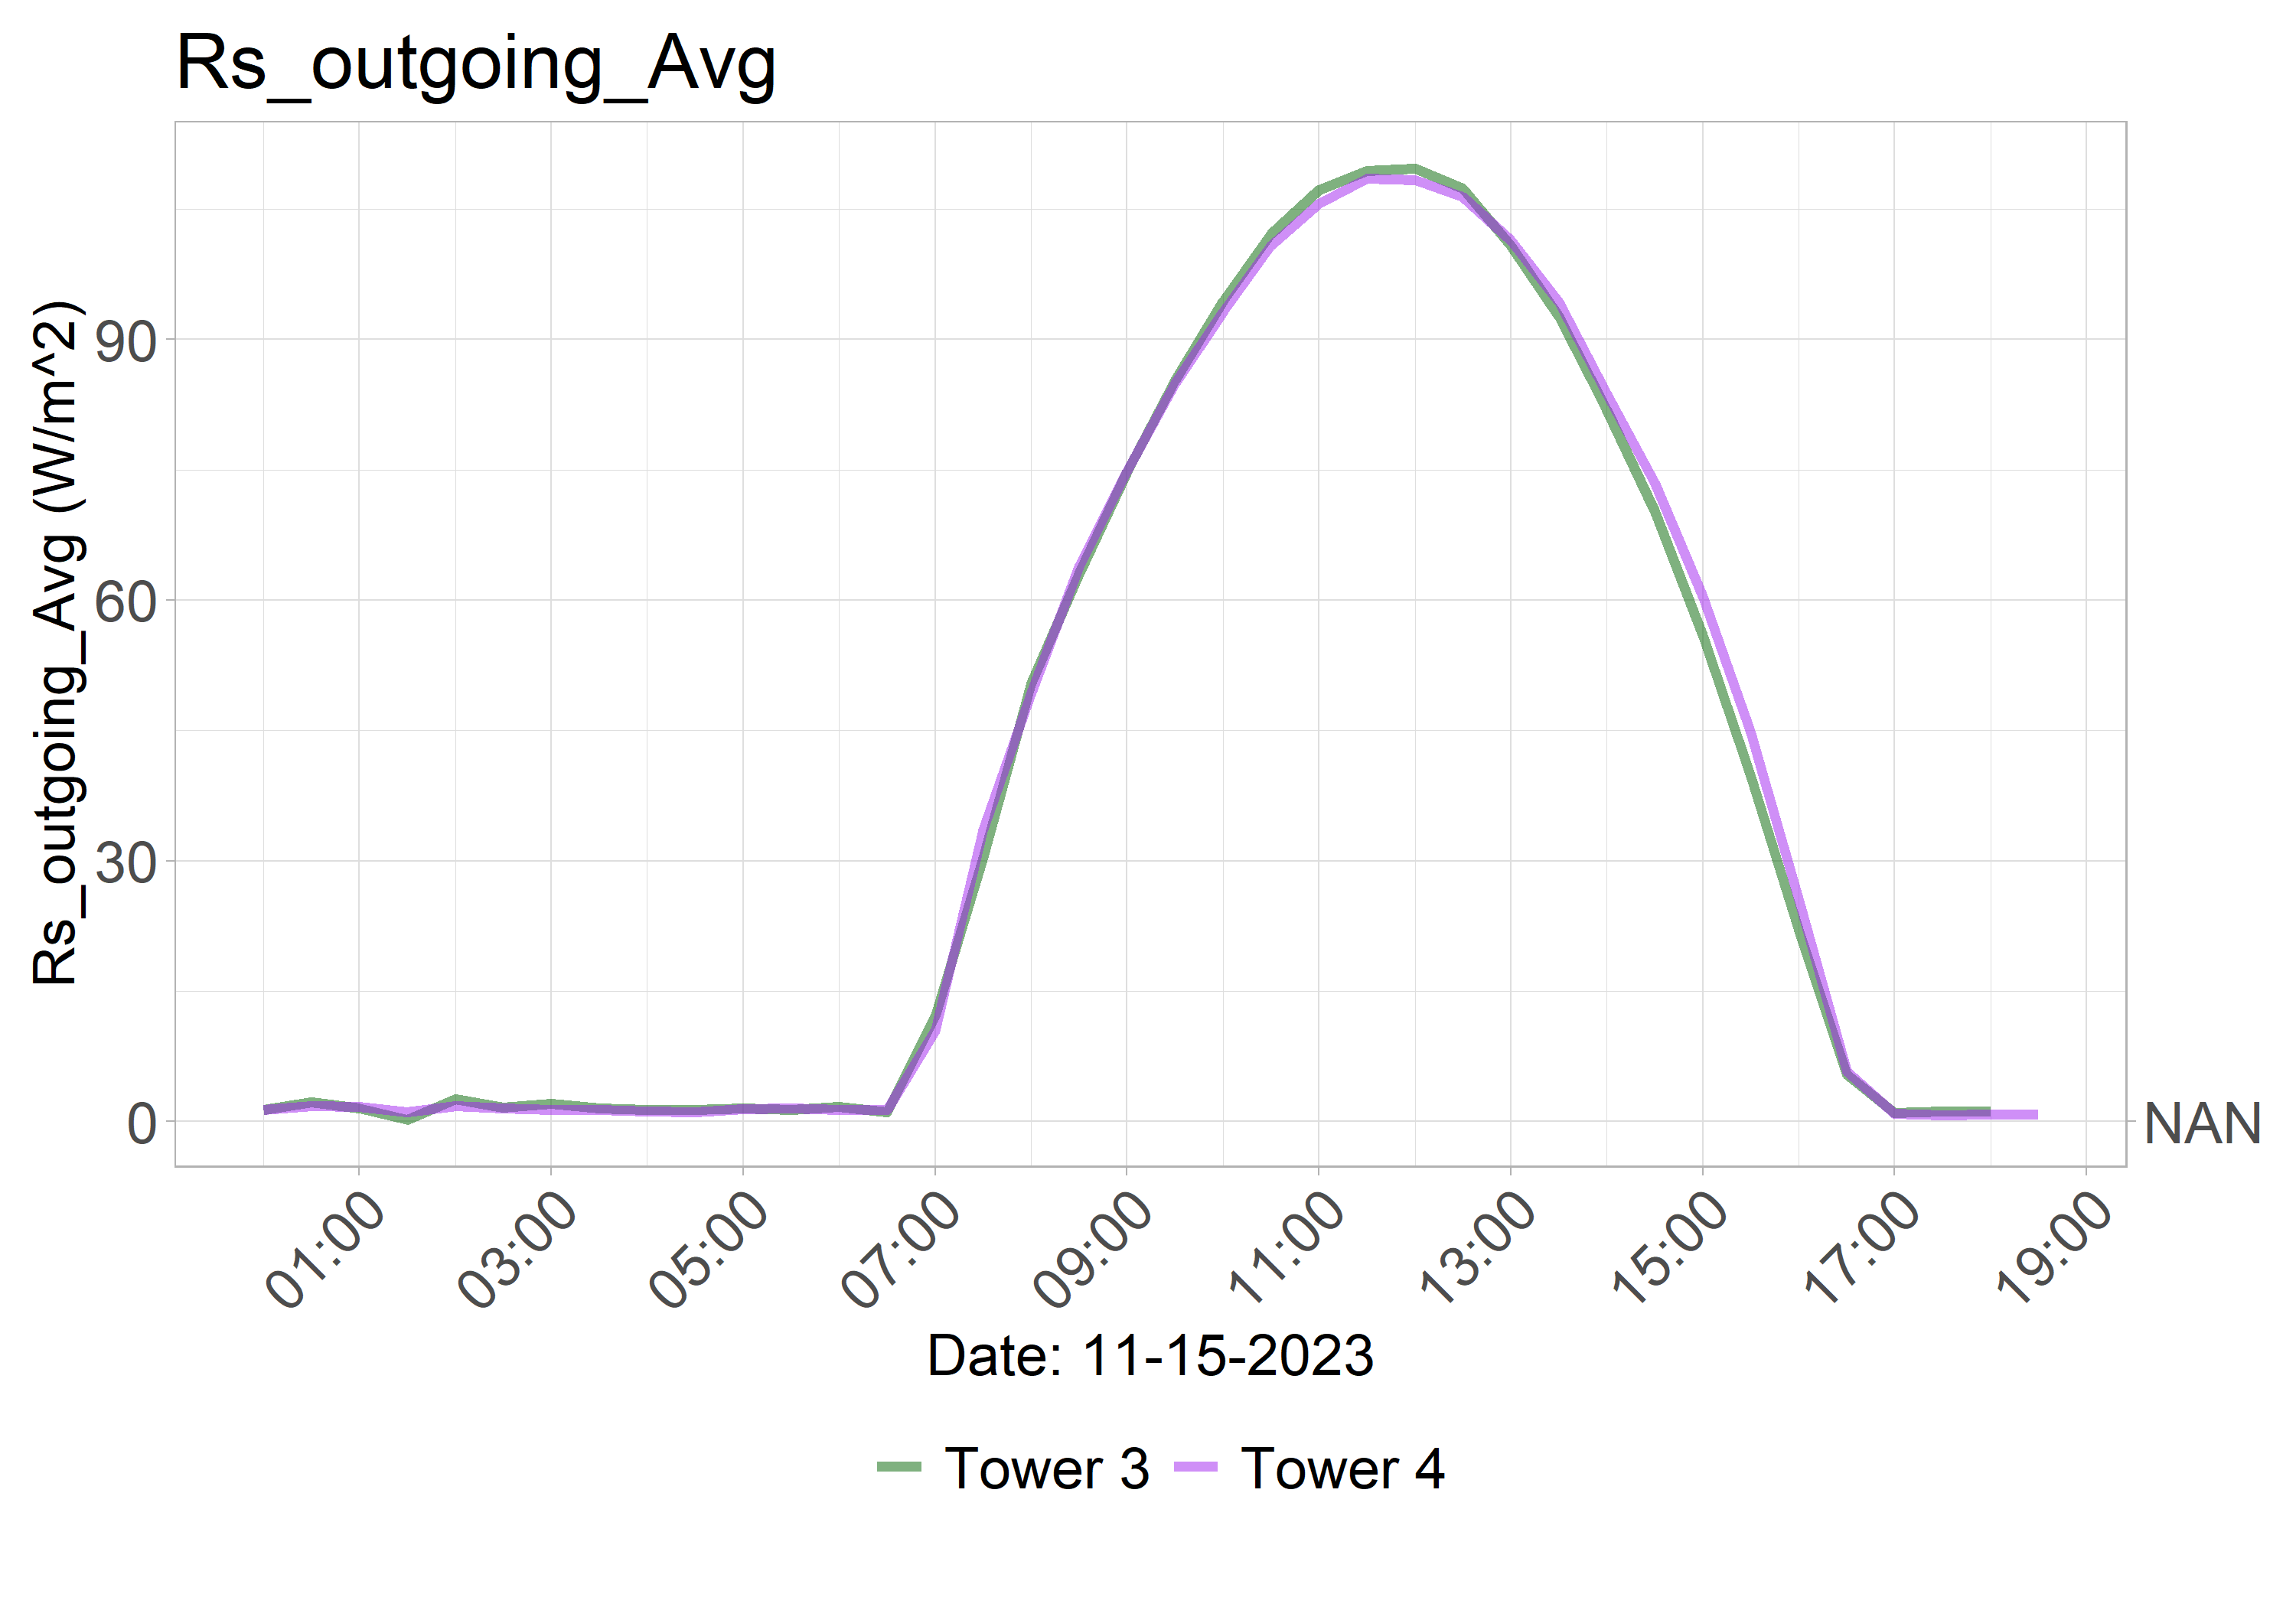 Rs_outgoing_Avg
Rs_outgoing_Avg (W/m^2)
90
60
30
0
NAN
01:00 03:00 05:00 07:00 09:00 11:00 13:00 15:00 17:00 19:00
Date: 11-15-2023
Tower 3 Tower 4